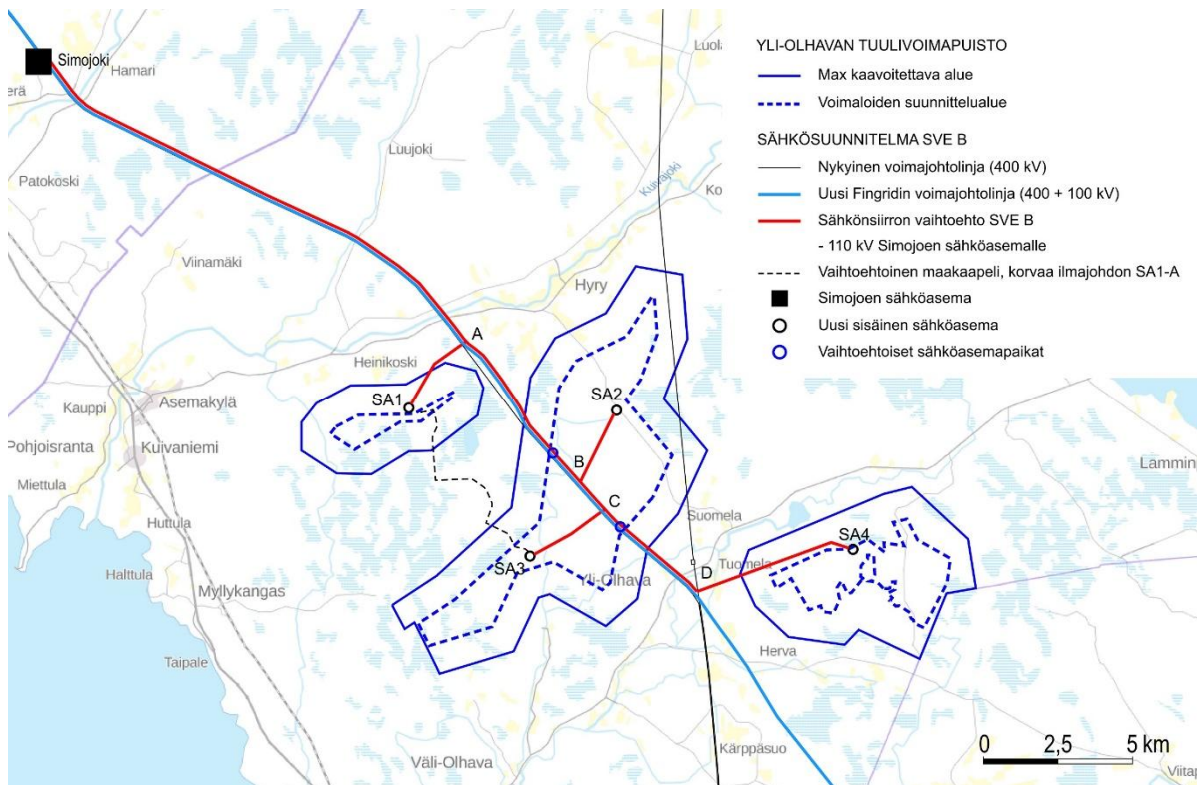 YLI-OLHAVAN TUULIVOIMAPUISTO
Max kaavoitettava alue
Voimaloiden suunnittelualue
SÄHKÖSUUNNITELMA SVE B
Nykyinen voimajohtolinja (400 kV)
Uusi Fingridin voimajohtolinja (400 + 100 kV)
Sähkönsiirron vaihtoehto SVE B
- 110 kV Simojoen sähköasemalle
Vaihtoehtoinen maakaapeli, korvaa ilmajohdon SA1-A
Simojoen sähköasema
Uusi sisäinen sähköasema
Vaihtoehtoiset sähköasemapaikat
Simojoki
Hamari
Luujoki
Patokoski
Kuivajoki
Viinamäki
Hyry
A
Heinikoski
SA1
SA2
Kauppi
Asemakylä
Pohjoisranta
Kuivaniemi
B
Miettula
C
Suomela
Huttula
SA3
SA4
Halttula
Yli-Olhava
D
Tuomela
Myllykangas
Herva
Taipale
Kärppäsuo
Väli-Olhava
0 2,5 5 km